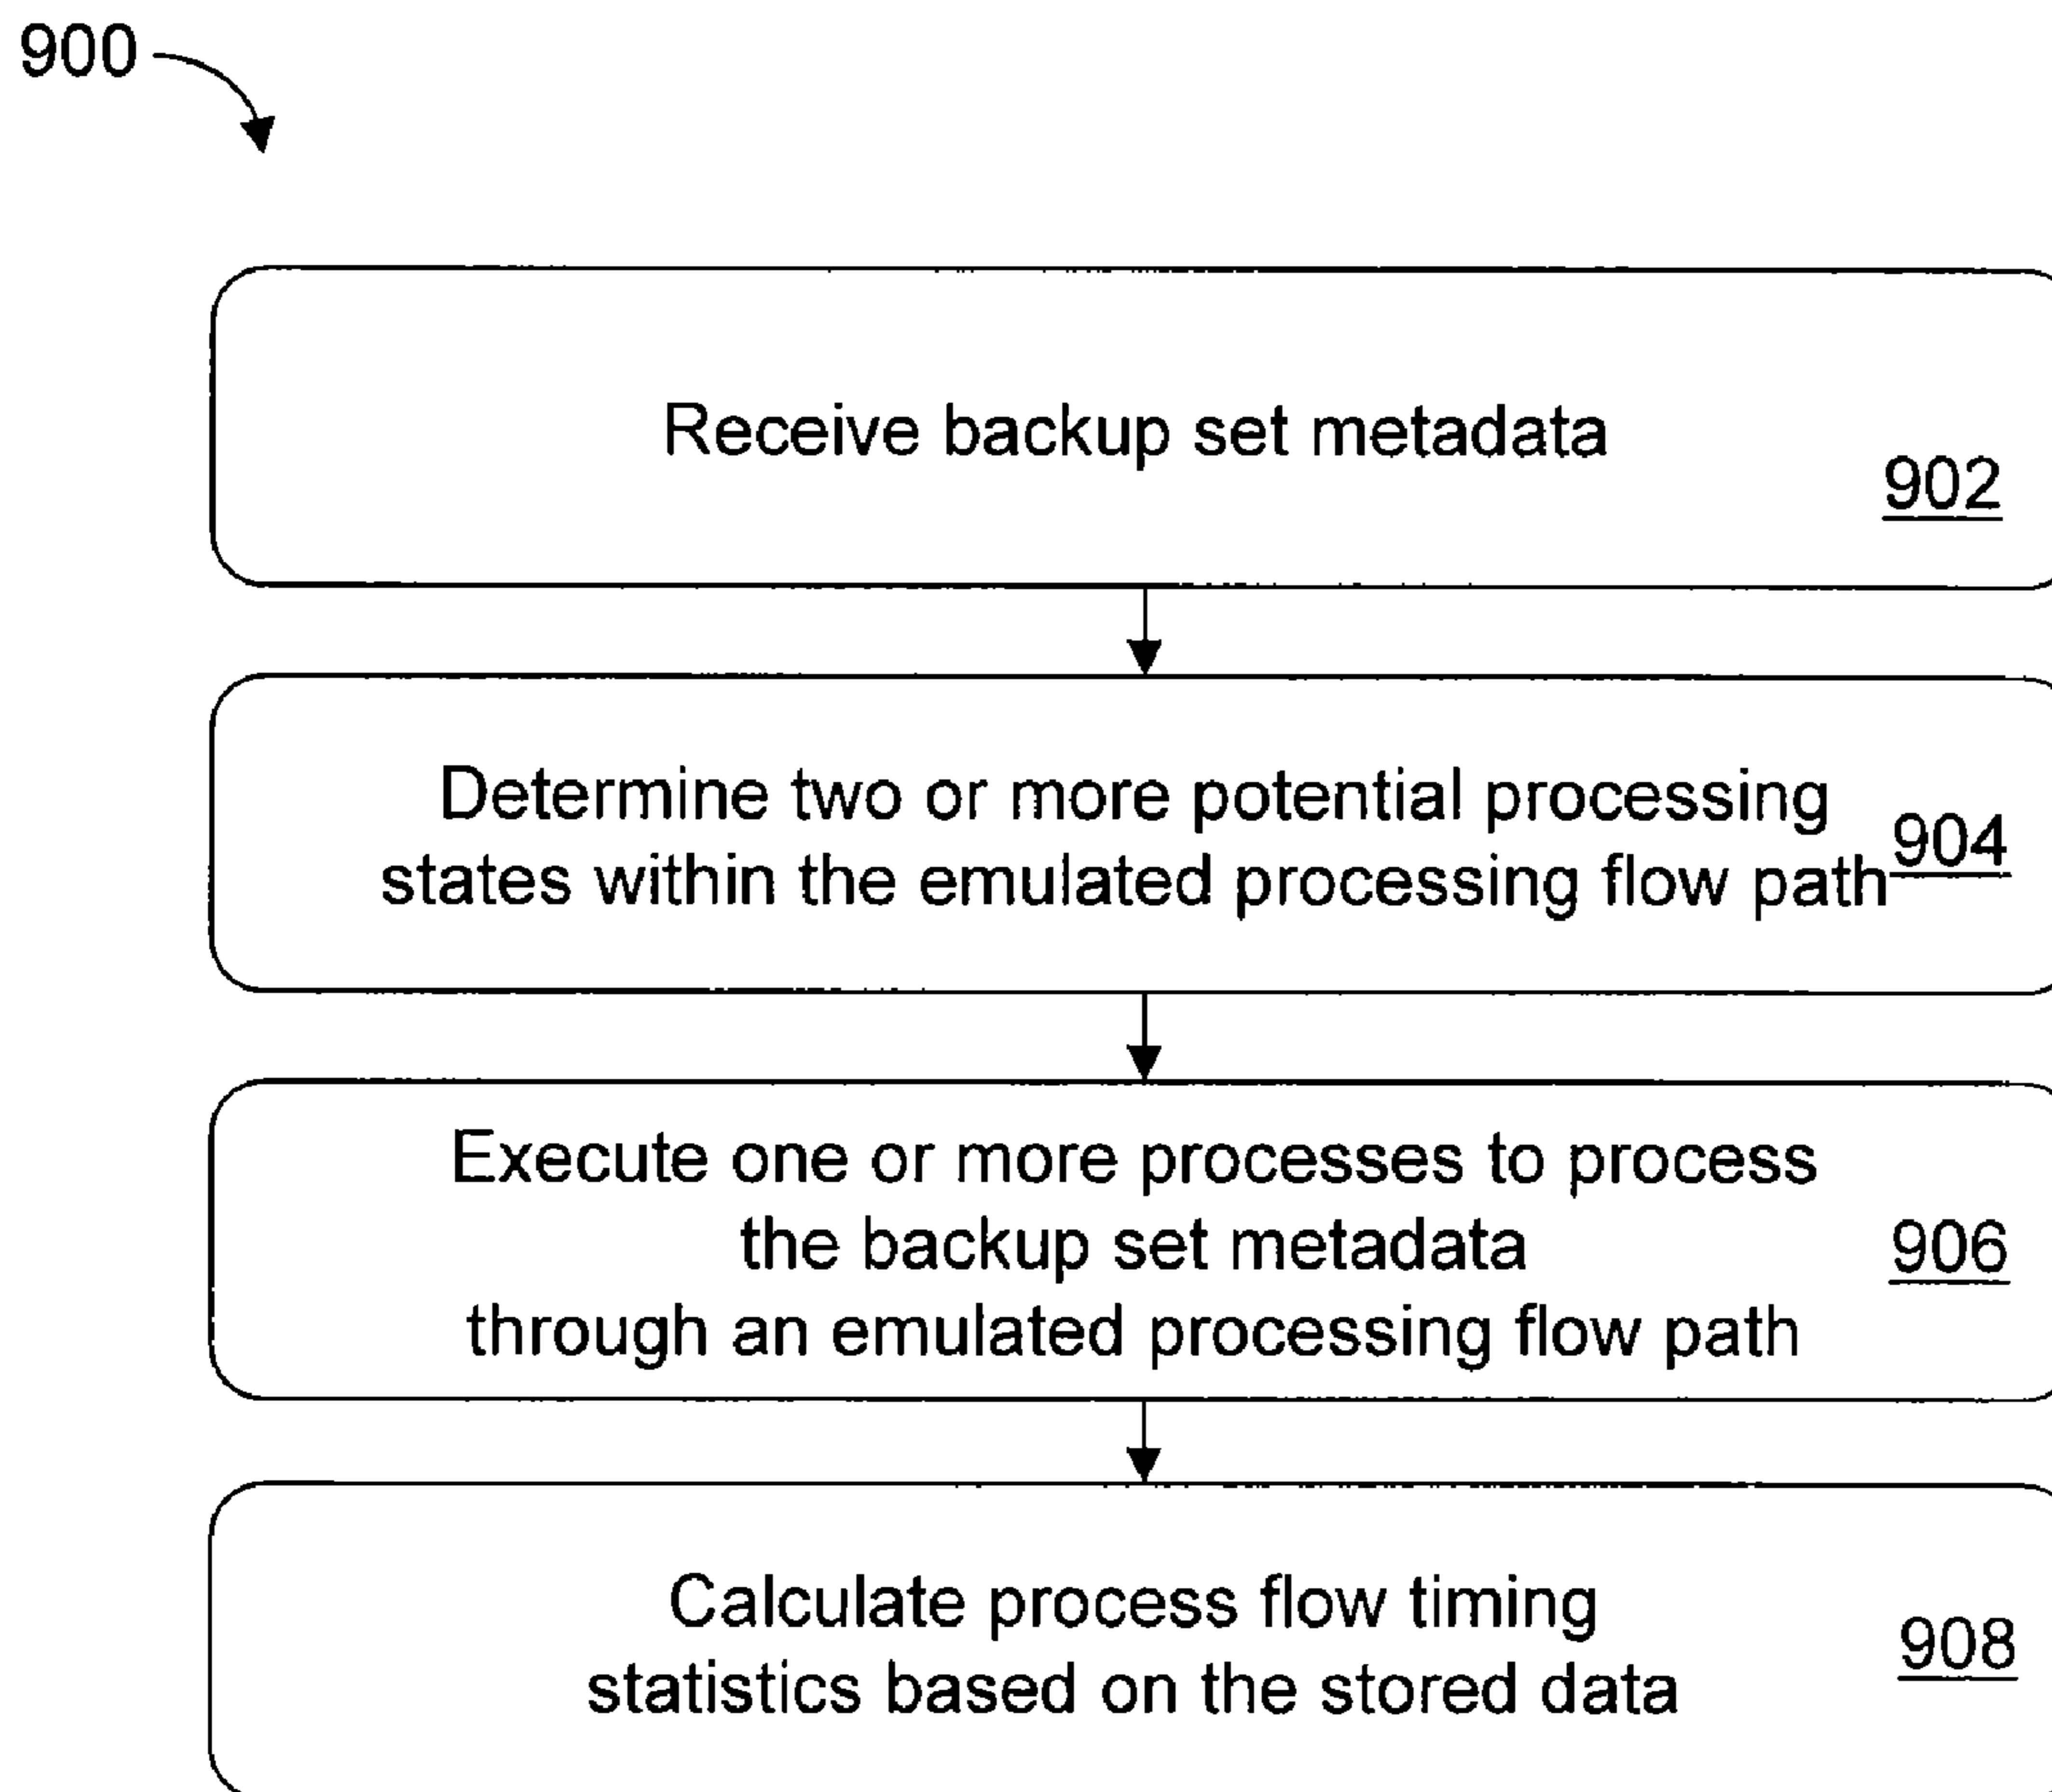 900
Receive backup set metadata
902
Determine two or more potential processing
states within the emulated processing flow path
904
Execute one or more processes to process
the backup set metadata
through an emulated processing flow path
906
Calculate process flow timing
statistics based on the stored data
908